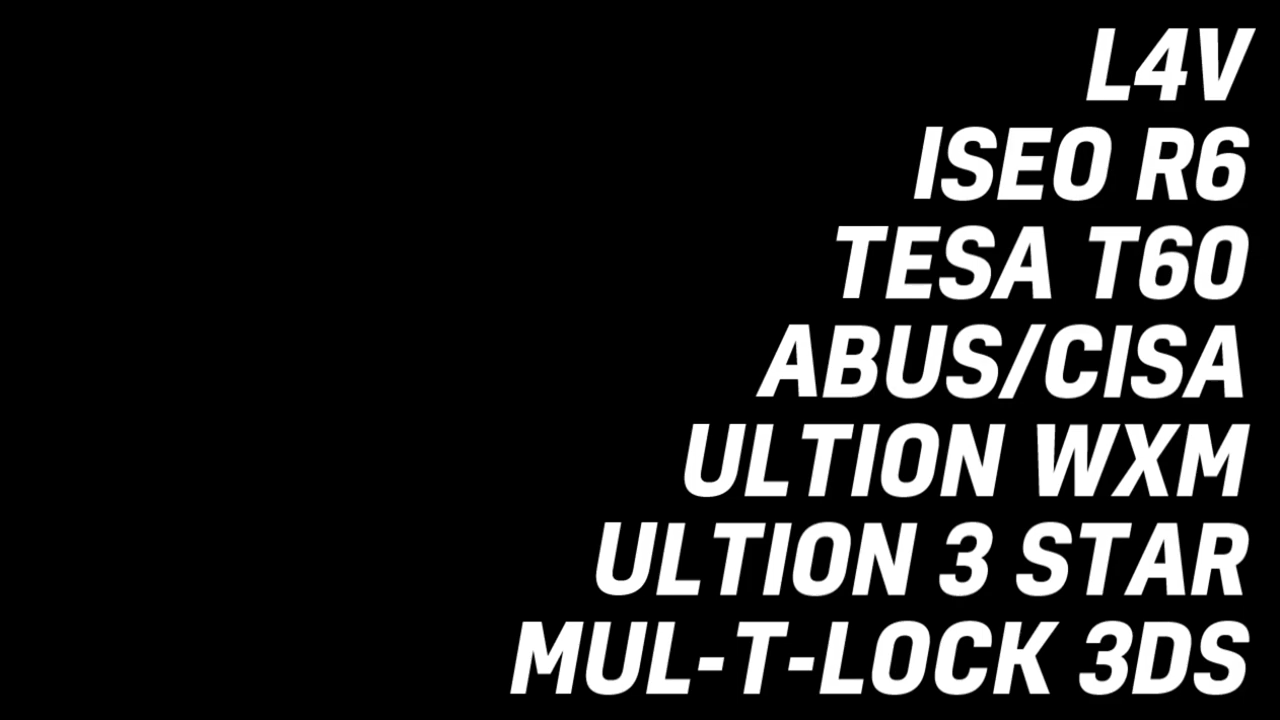 L4V
ISEO R6
TESA T60
ABUS/CISA
ULTION WXM
ULTION 3 STAR
MUL-T-LOCK 3DS